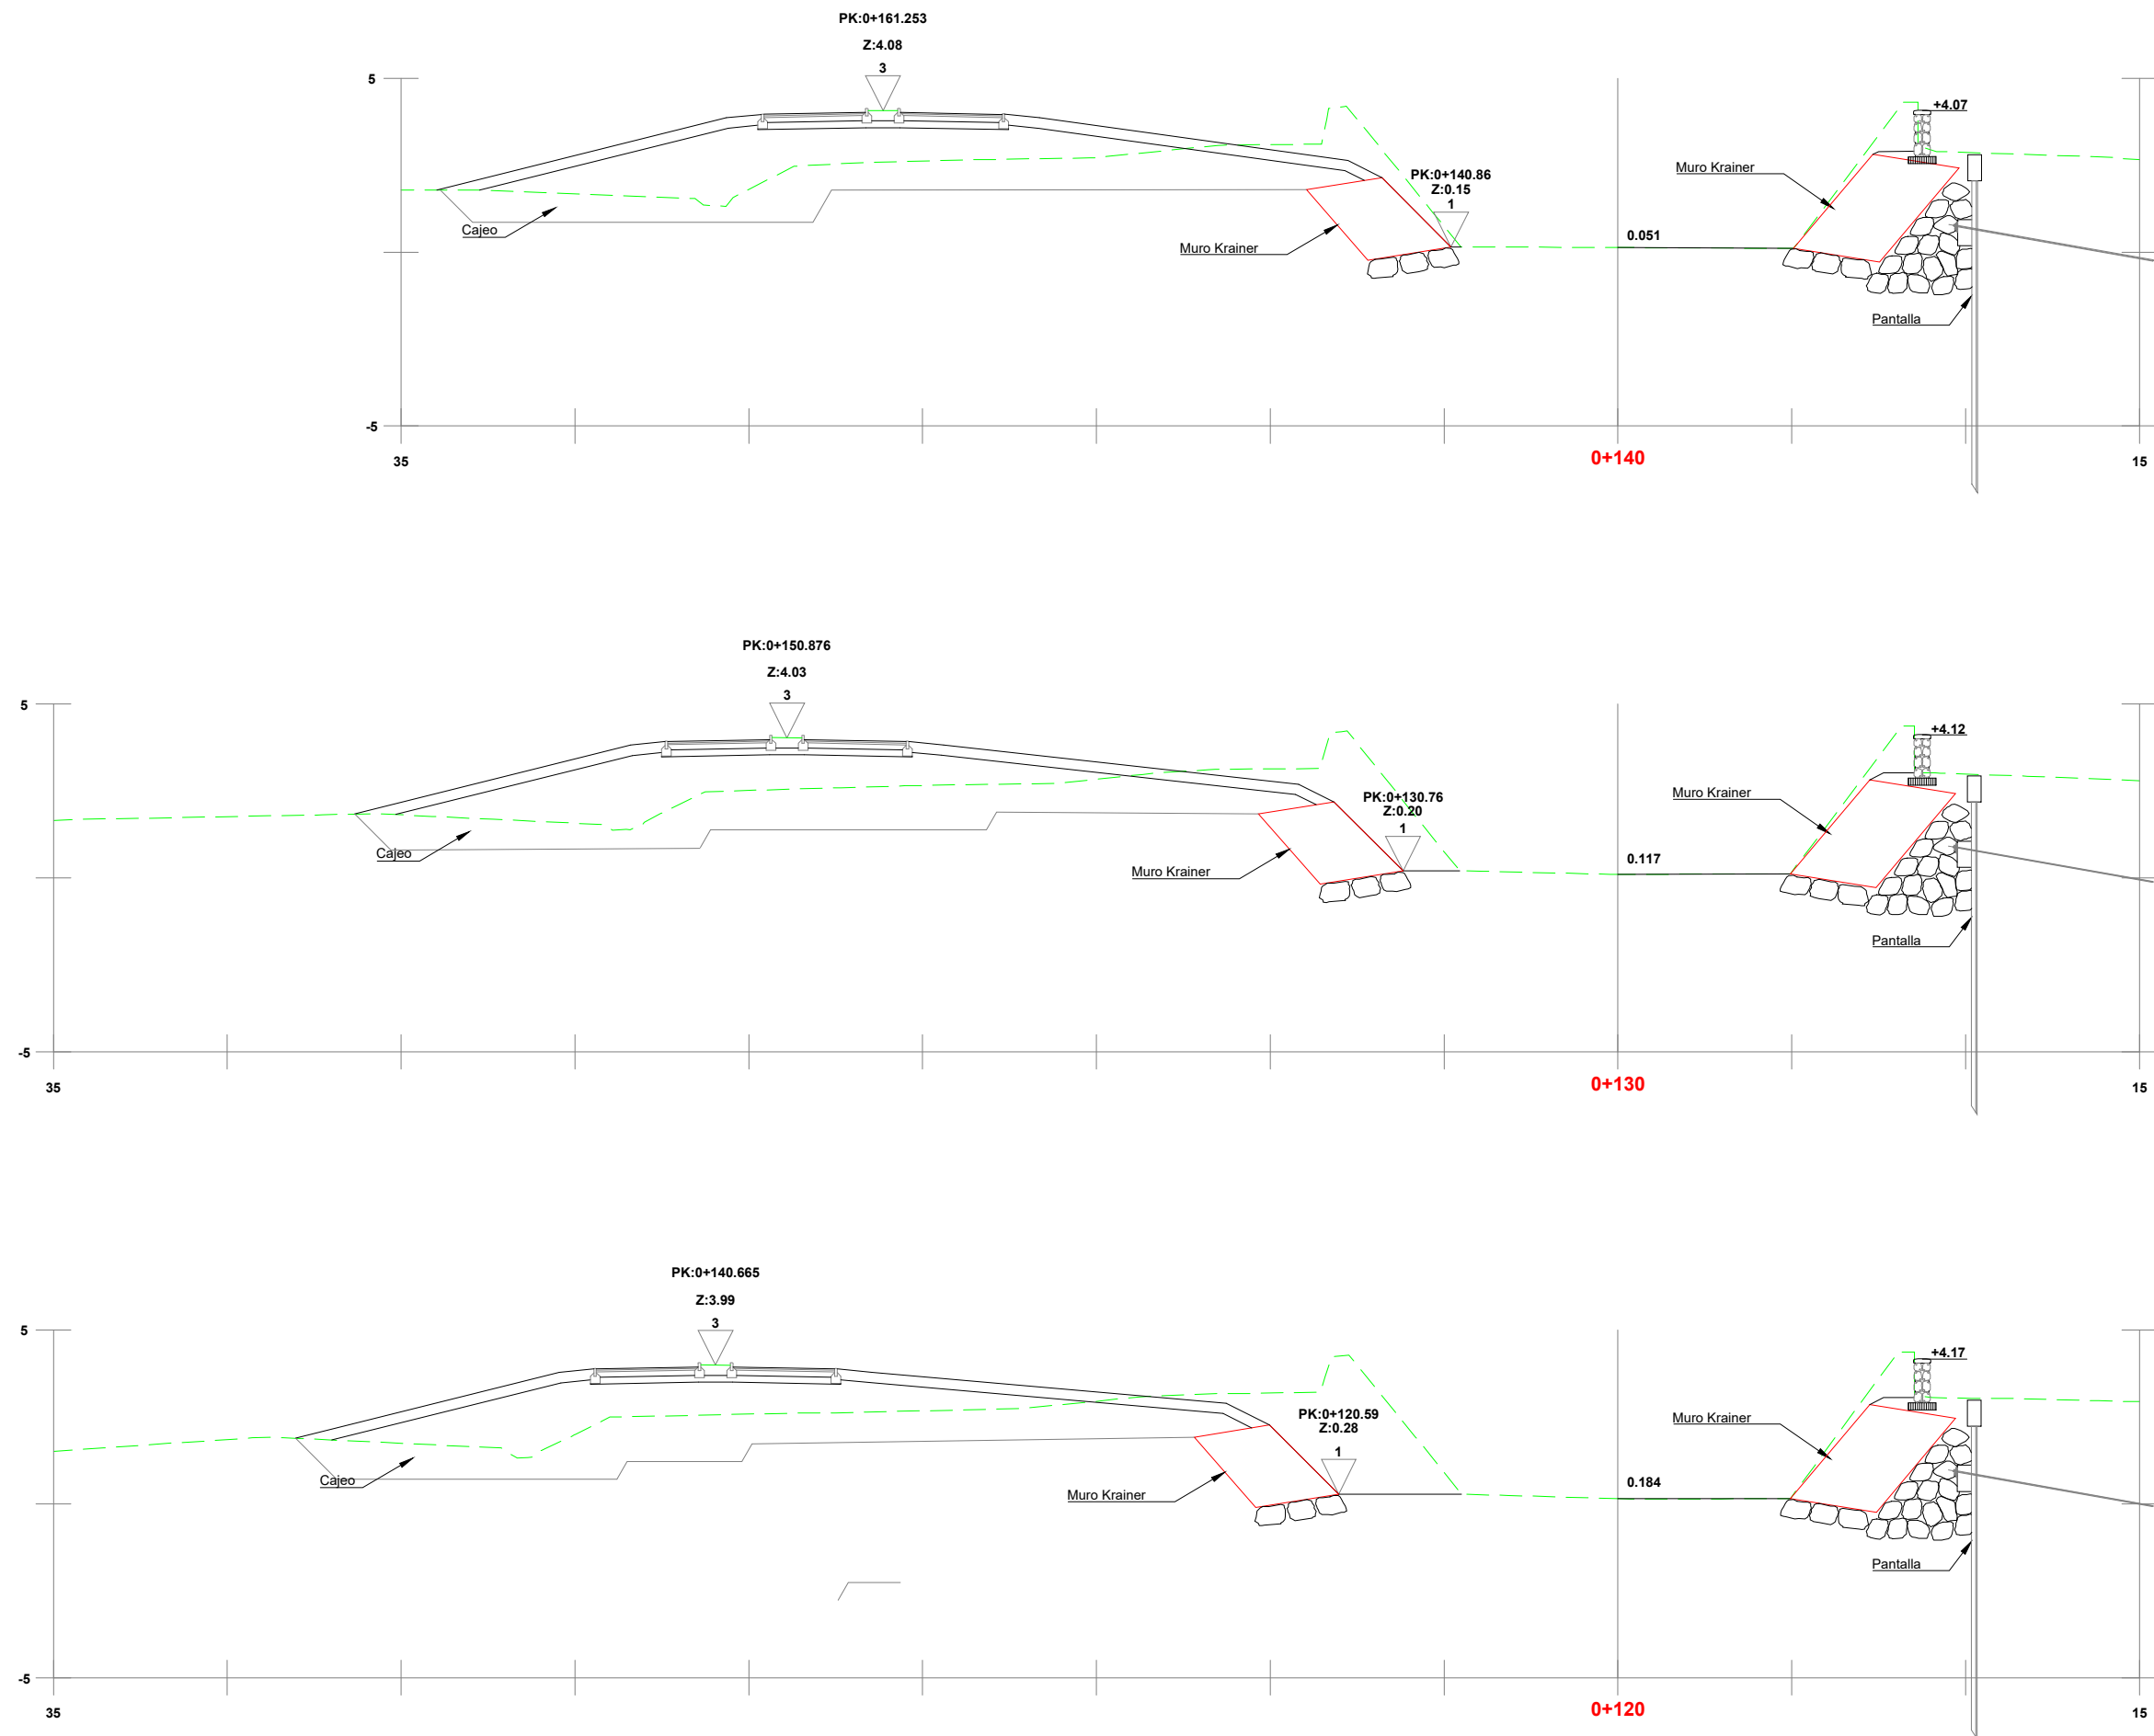 PK:0+161.253
Z:4.08
3
5
+4.07
Muro Krainer
PK:0+140.86
Z:0.15
1
Cajeo
Muro Krainer
0.051
Pantalla
-5
35
0+140
15
PK:0+150.876
Z:4.03
3
5
+4.12
Muro Krainer
PK:0+130.76
Z:0.20
1
Cajeo
Muro Krainer
0.117
Pantalla
-5
35
0+130
15
PK:0+140.665
Z:3.99
3
5
+4.17
Muro Krainer
PK:0+120.59
Z:0.28
1
Cajeo
Muro Krainer
0.184
Pantalla
-5
35
0+120
15